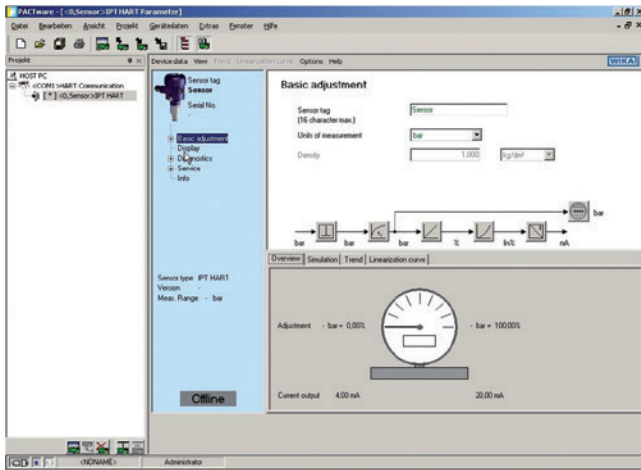 PACTware - [<0,Sensor>IPT HART Parameter]
Datei Bearbeiten Ansicht Projekt Gerätedaten Extras Fenster Hilfe
Projekt
Device data View Trend Linearization curve Options Help
WIKA
HOST PC
<COM1>HART Communication
[ * ] <0,Sensor>IPT HART
Sensor tag
Sensor
Serial No.
-
Basic adjustment
Display
Diagnostics
Service
Info
Sensor type IPT HART
Version -
Meas. Range - bar
Offline
Basic adjustment
Sensor tag Sensor
(16 character max.)
Units of measurement bar
Density 1,000 kg/dm³
bar
bar bar bar % lin% mA
Overview Simulation Trend Linearization curve
Adjustment - bar = 0,00% - bar = 100,00%
Current output 4,00 mA 20,00 mA
<NONAME> Administrator